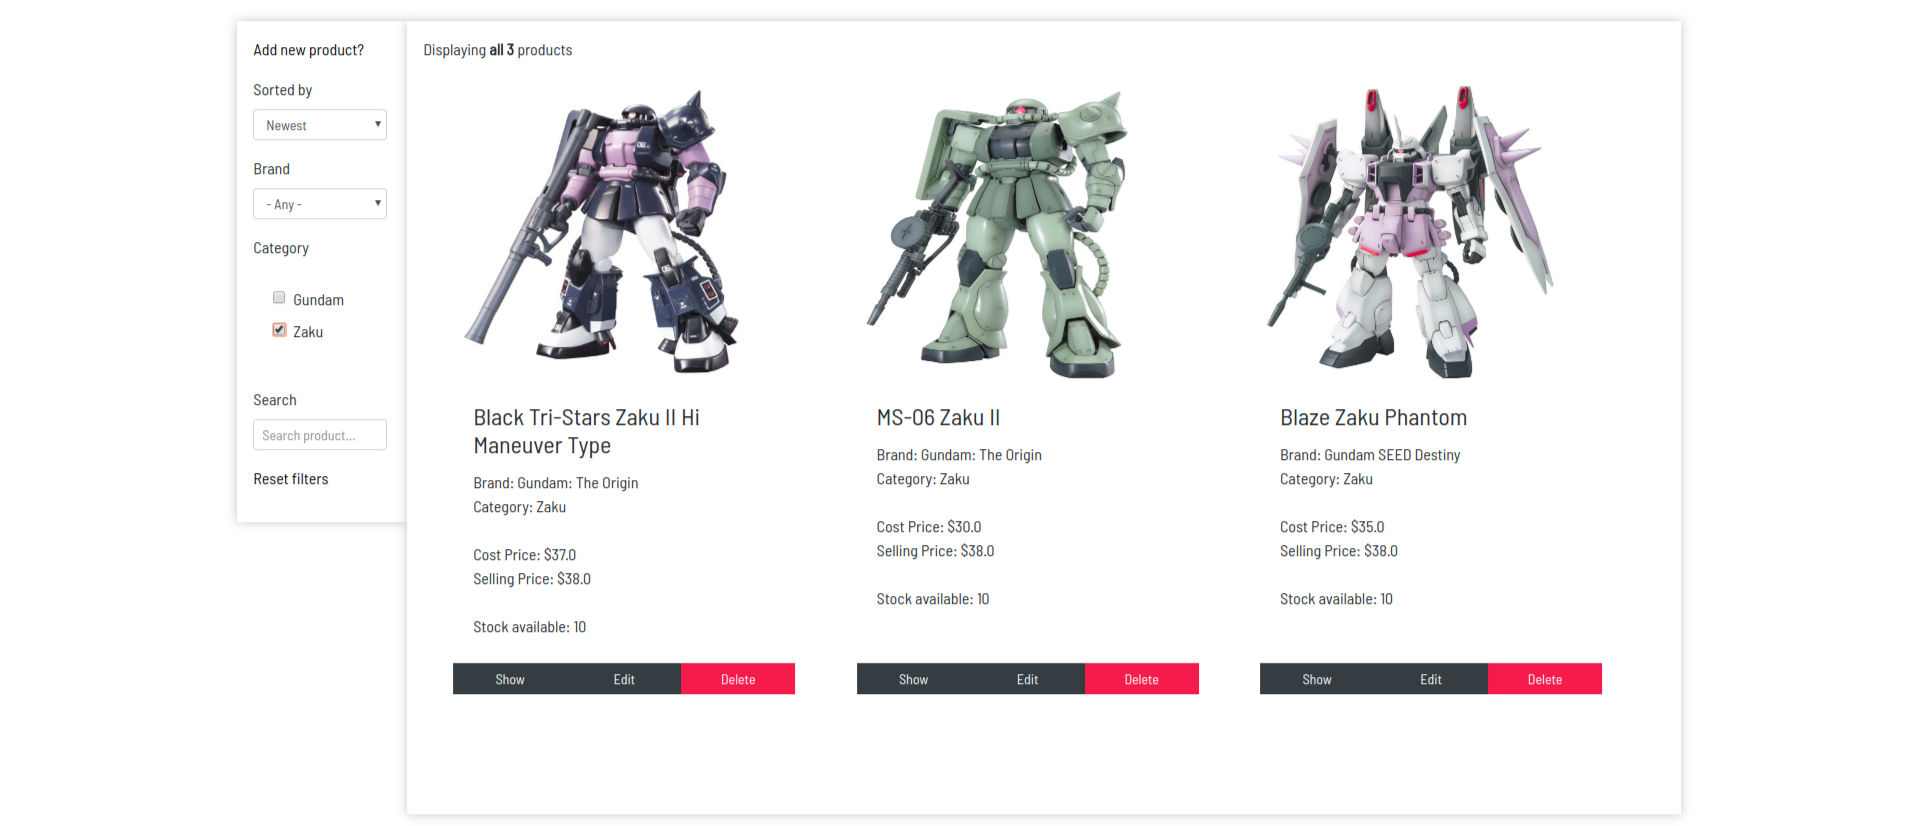 Add new product?
Sorted by
Newest
Brand
- Any -
Category
Gundam
Zaku
Search
Search product...
Reset filters
Displaying all 3 products
Black Tri-Stars Zaku II Hi
Maneuver Type
Brand: Gundam: The Origin
Category: Zaku
Cost Price: $37.0
Selling Price: $38.0
Stock available: 10
Show Edit Delete
MS-06 Zaku II
Brand: Gundam: The Origin
Category: Zaku
Cost Price: $30.0
Selling Price: $38.0
Stock available: 10
Show Edit Delete
Blaze Zaku Phantom
Brand: Gundam SEED Destiny
Category: Zaku
Cost Price: $35.0
Selling Price: $38.0
Stock available: 10
Show Edit Delete